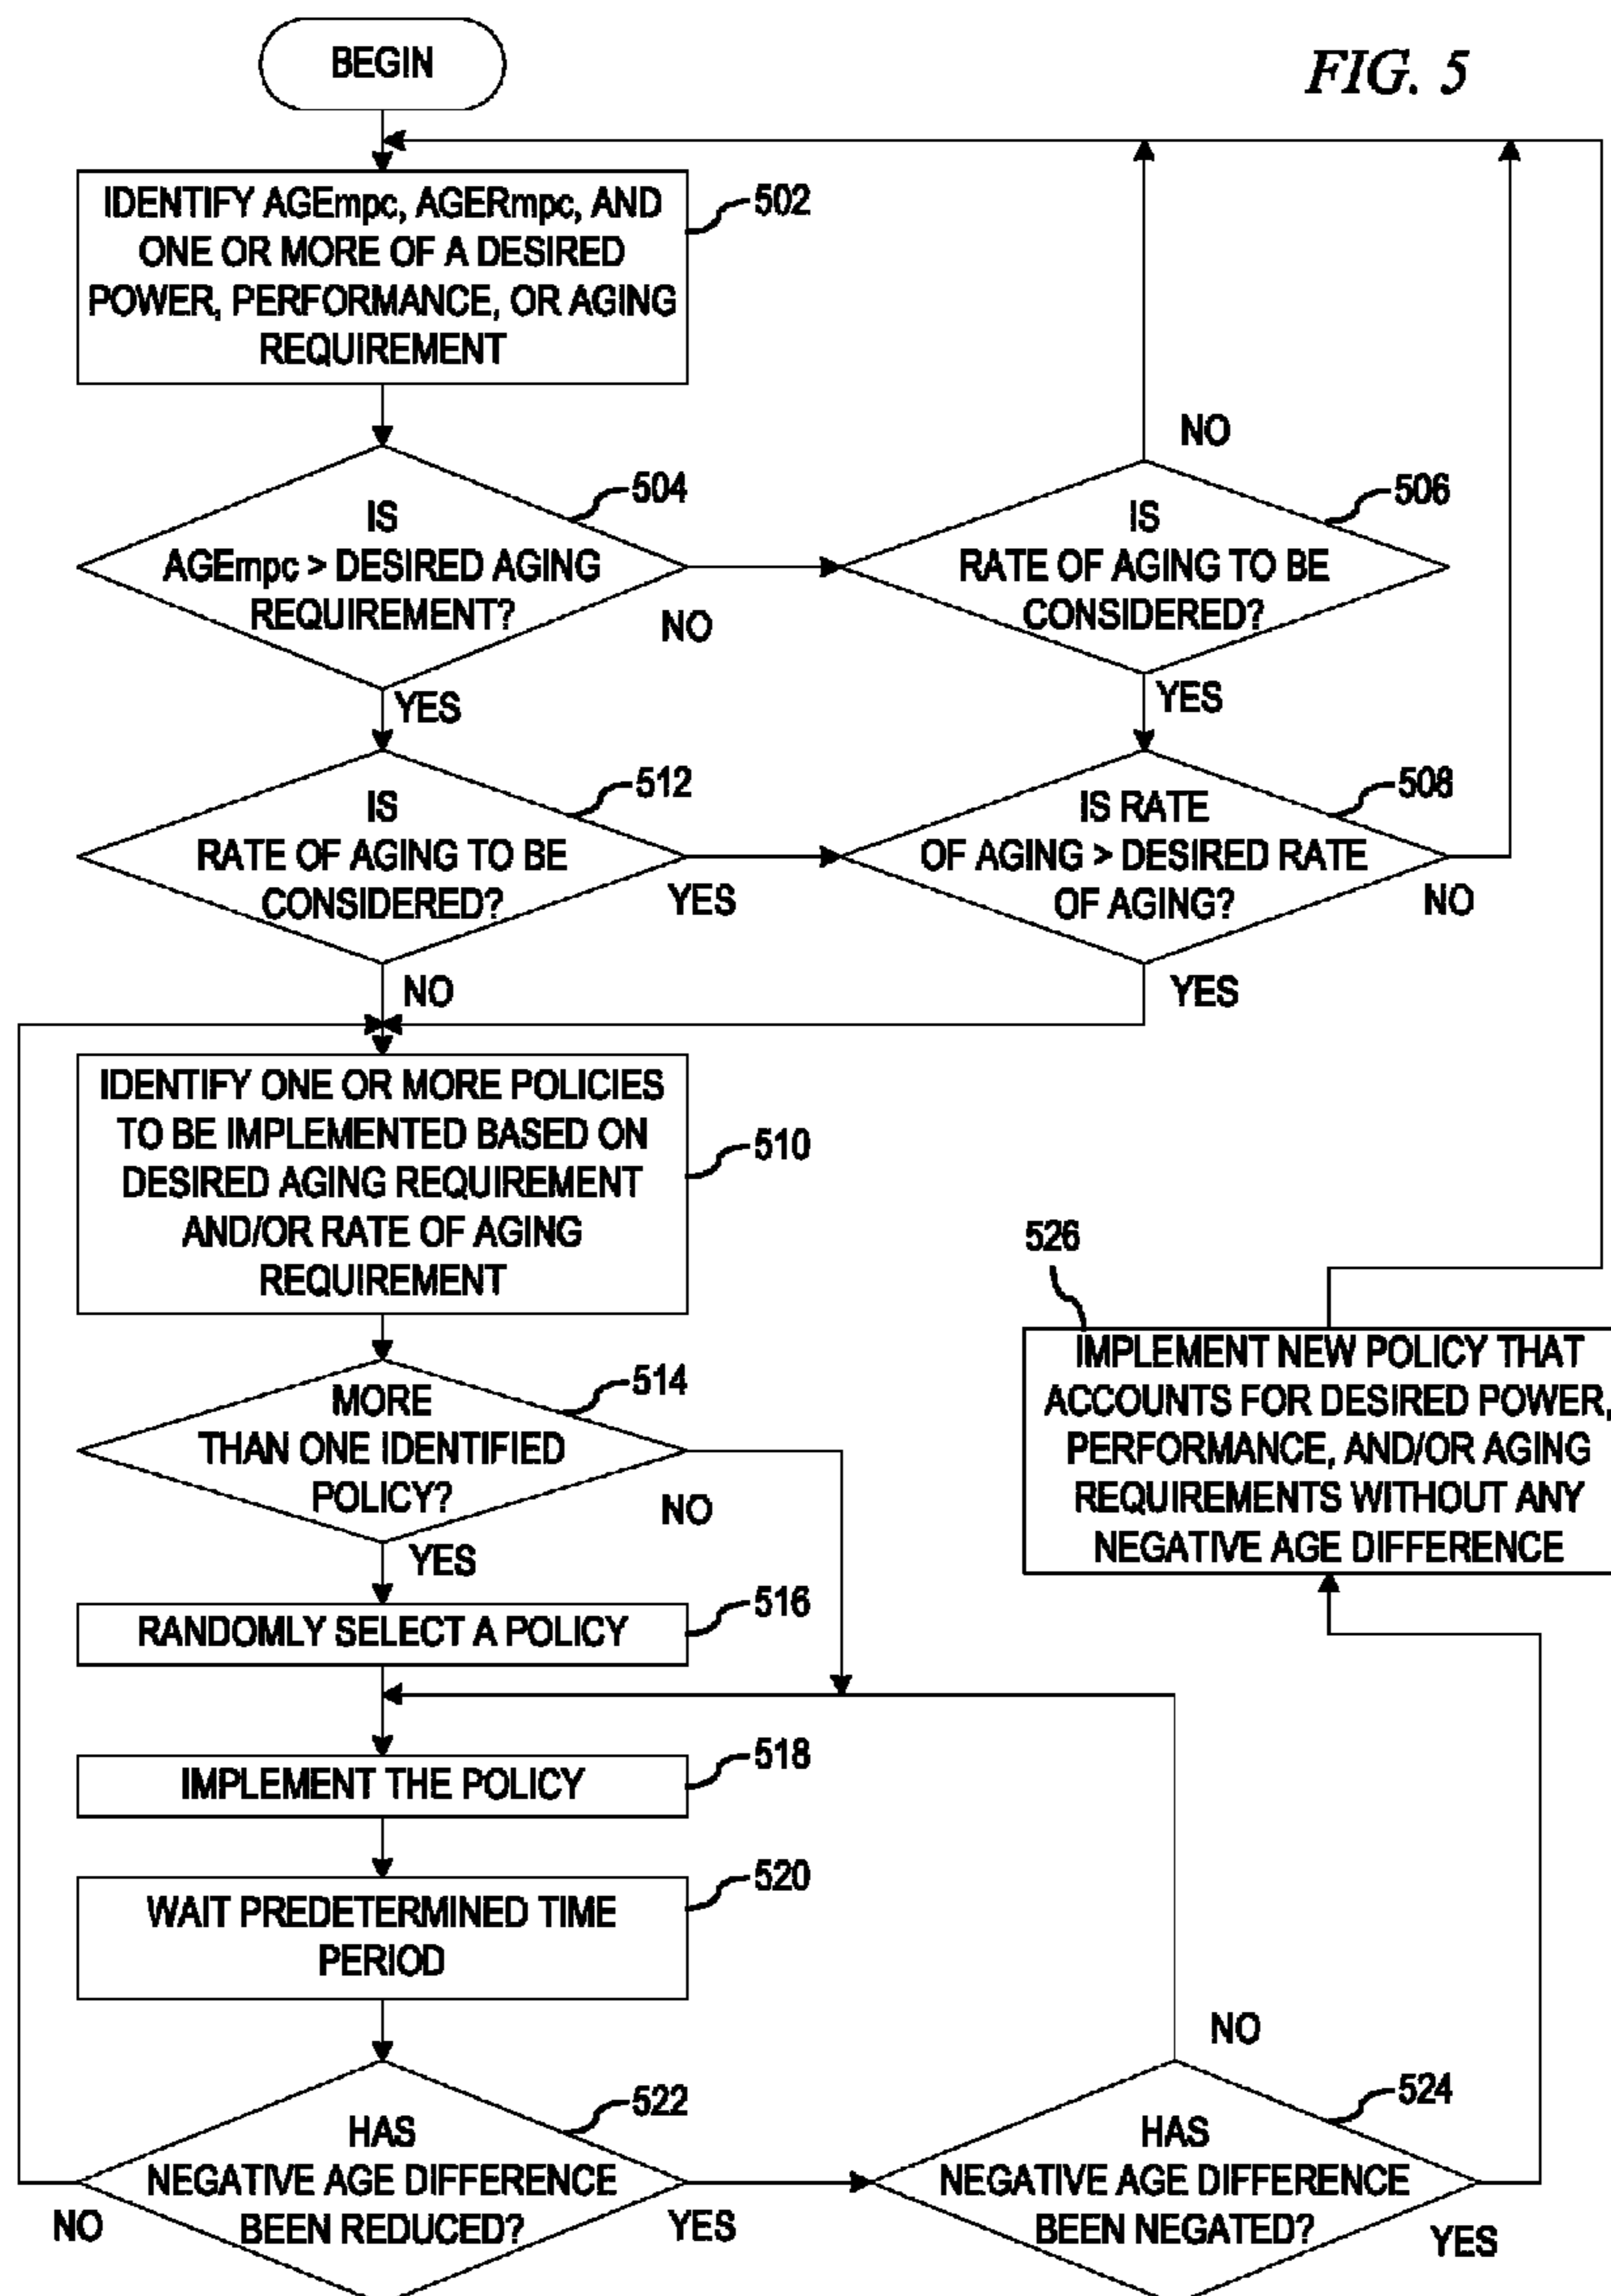 BEGIN
FIG. 5
IDENTIFY AGEmpc, AGERmpc, AND
ONE OR MORE OF A DESIRED
POWER, PERFORMANCE, OR AGING
REQUIREMENT
502
IS
AGEmpc > DESIRED AGING
REQUIREMENT?
504
NO
YES
NO
IS
RATE OF AGING TO BE
CONSIDERED?
506
YES
IS
RATE OF AGING TO BE
CONSIDERED?
512
YES
NO
IS RATE
OF AGING > DESIRED RATE
OF AGING?
508
NO
YES
IDENTIFY ONE OR MORE POLICIES
TO BE IMPLEMENTED BASED ON
DESIRED AGING REQUIREMENT
AND/OR RATE OF AGING
REQUIREMENT
510
MORE
THAN ONE IDENTIFIED
POLICY?
514
NO
YES
526
IMPLEMENT NEW POLICY THAT
ACCOUNTS FOR DESIRED POWER,
PERFORMANCE, AND/OR AGING
REQUIREMENTS WITHOUT ANY
NEGATIVE AGE DIFFERENCE
RANDOMLY SELECT A POLICY
516
IMPLEMENT THE POLICY
518
WAIT PREDETERMINED TIME
PERIOD
520
HAS
NEGATIVE AGE DIFFERENCE
BEEN REDUCED?
522
NO
YES
NO
HAS
NEGATIVE AGE DIFFERENCE
BEEN NEGATED?
524
YES